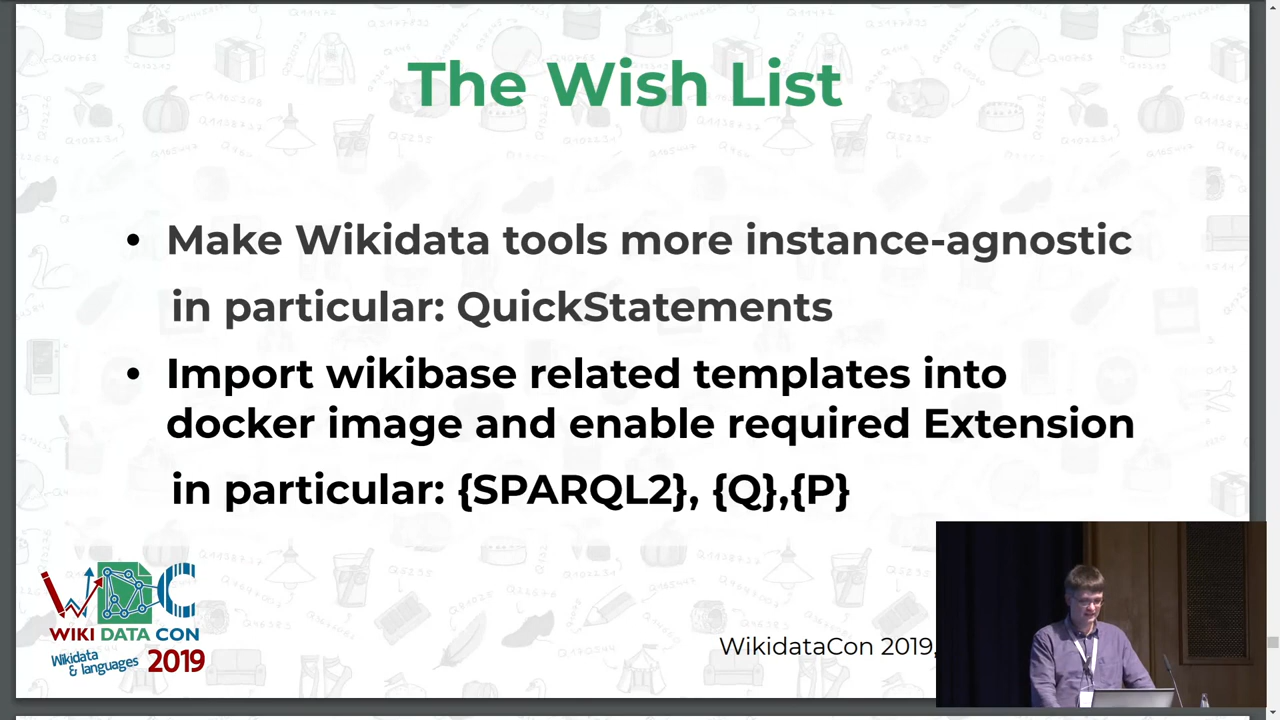 The Wish List
• Make Wikidata tools more instance-agnostic
in particular: QuickStatements
• Import wikibase related templates into
docker image and enable required Extension
in particular: {SPARQL2}, {Q},{P}
WIKI DATA CON
Wikidata
& languages 2019
WikidataCon 2019,